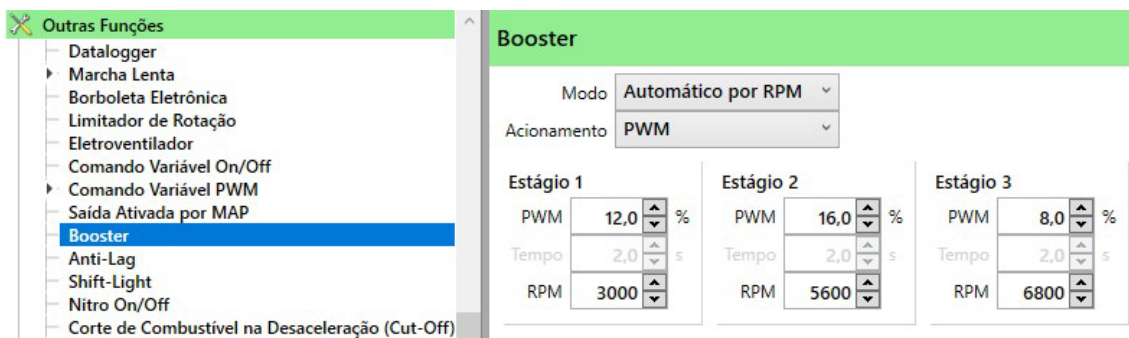 Outras Funções
Datalogger
Marcha Lenta
Borboleta Eletrônica
Limitador de Rotação
Eletroventilador
Comando Variável On/Off
Comando Variável PWM
Saída Ativada por MAP
Booster
Anti-Lag
Shift-Light
Nitro On/Off
Corte de Combustível na Desaceleração (Cut-Off)
Booster
Modo Automático por RPM
Acionamento PWM
Estágio 1 Estágio 2 Estágio 3
PWM 12,0 % PWM 16,0 % PWM 8,0 %
Tempo 2,0 s Tempo 2,0 s Tempo 2,0 s
RPM 3000 RPM 5600 RPM 6800